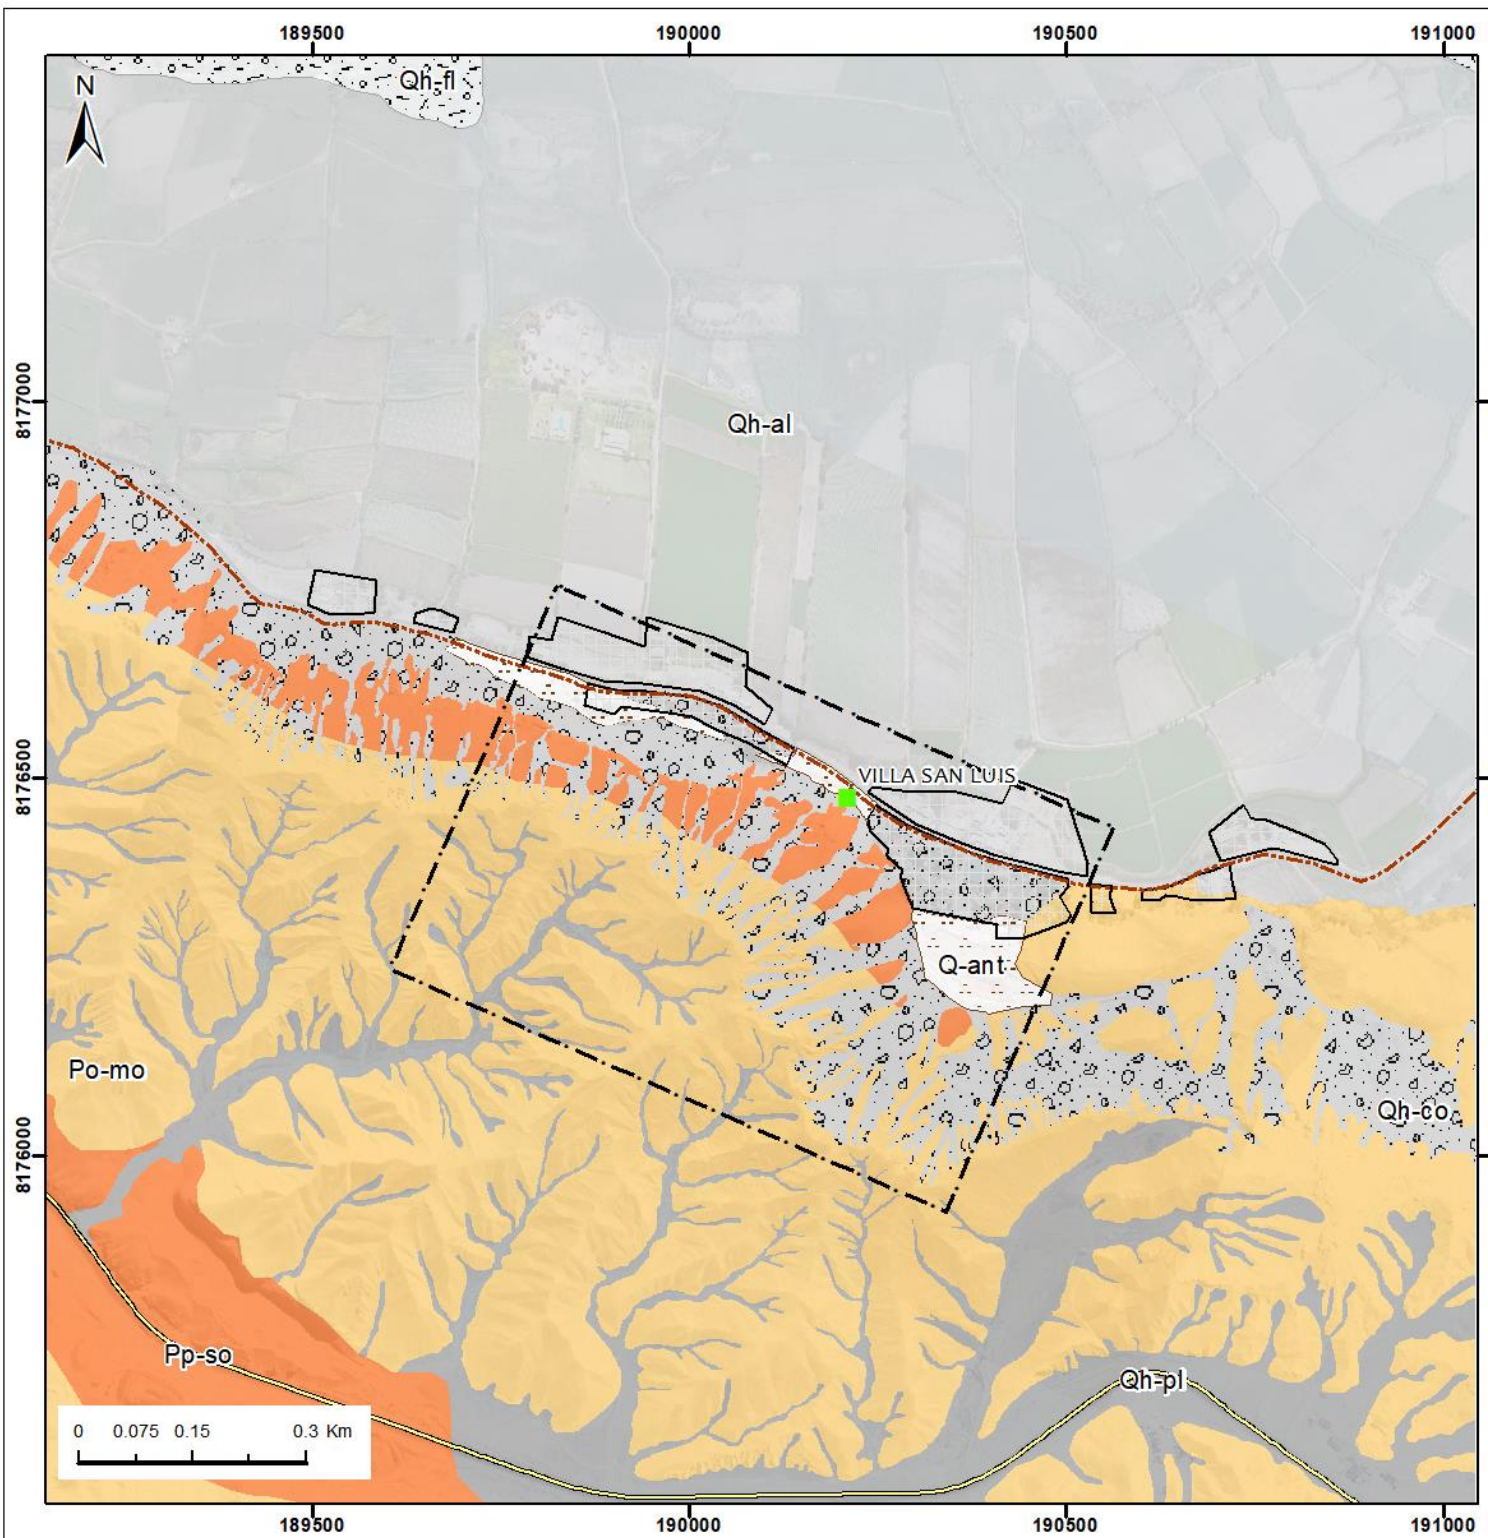 189500 190000 190500 191000
Qh-fl
N
8177000
Qh-al
8176500
VILLA SAN LUIS
Q-ant
Po-mo
Qh-co
8176000
Pp-so
Qh-pl
0 0.075 0.15 0.3 Km
189500 190000 190500 191000